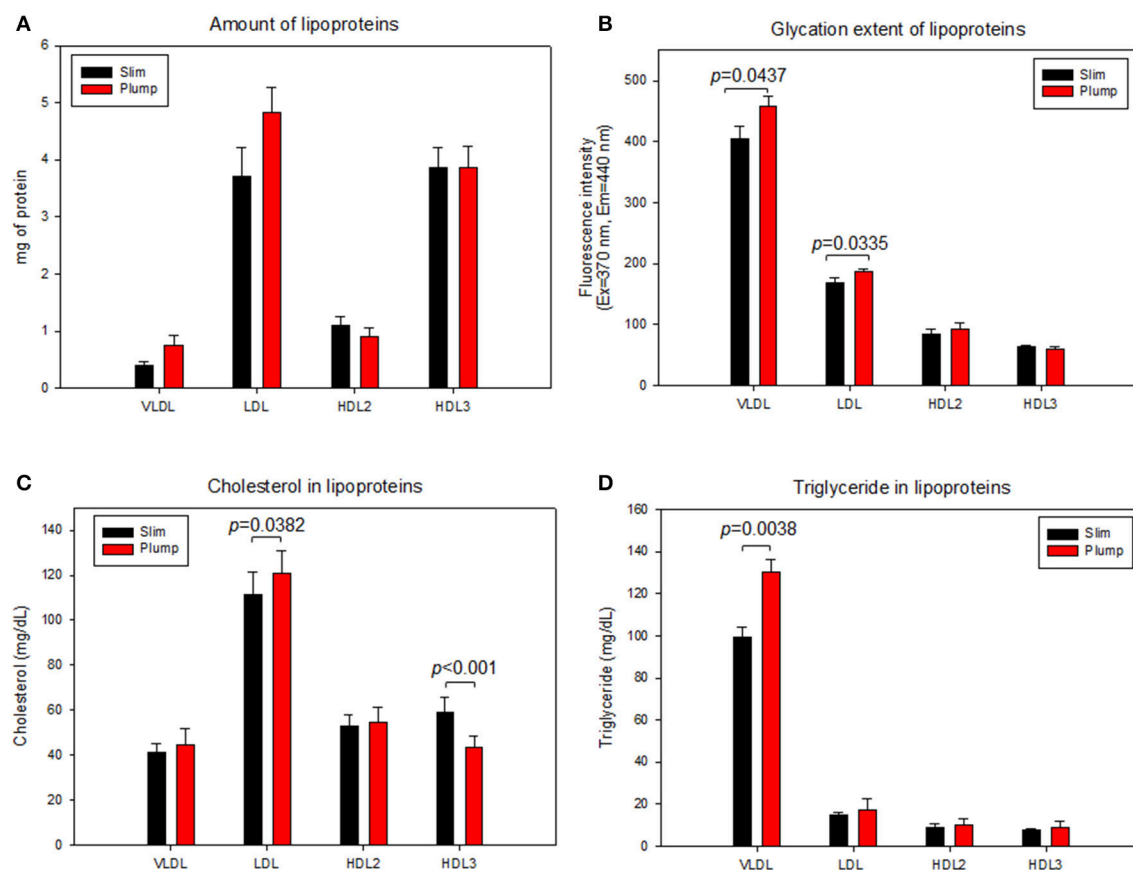 A
Amount of lipoproteins
6
5
4
3
2
1
0
mg of protein
Slim
Plump
VLDL LDL HDL2 HDL3
B
Glycation extent of lipoproteins
500
400
300
200
100
0
Fluorescence intensity
(Ex=370 nm, Em=440 nm)
Slim
Plump
p=0.0437
p=0.0335
VLDL LDL HDL2 HDL3
C
Cholesterol in lipoproteins
140
120
100
80
60
40
20
0
Cholesterol (mg/dL)
Slim
Plump
p=0.0382
p<0.001
VLDL LDL HDL2 HDL3
D
Triglyceride in lipoproteins
160
140
120
100
80
60
40
20
0
Triglyceride (mg/dL)
Slim
Plump
p=0.0038
VLDL LDL HDL2 HDL3